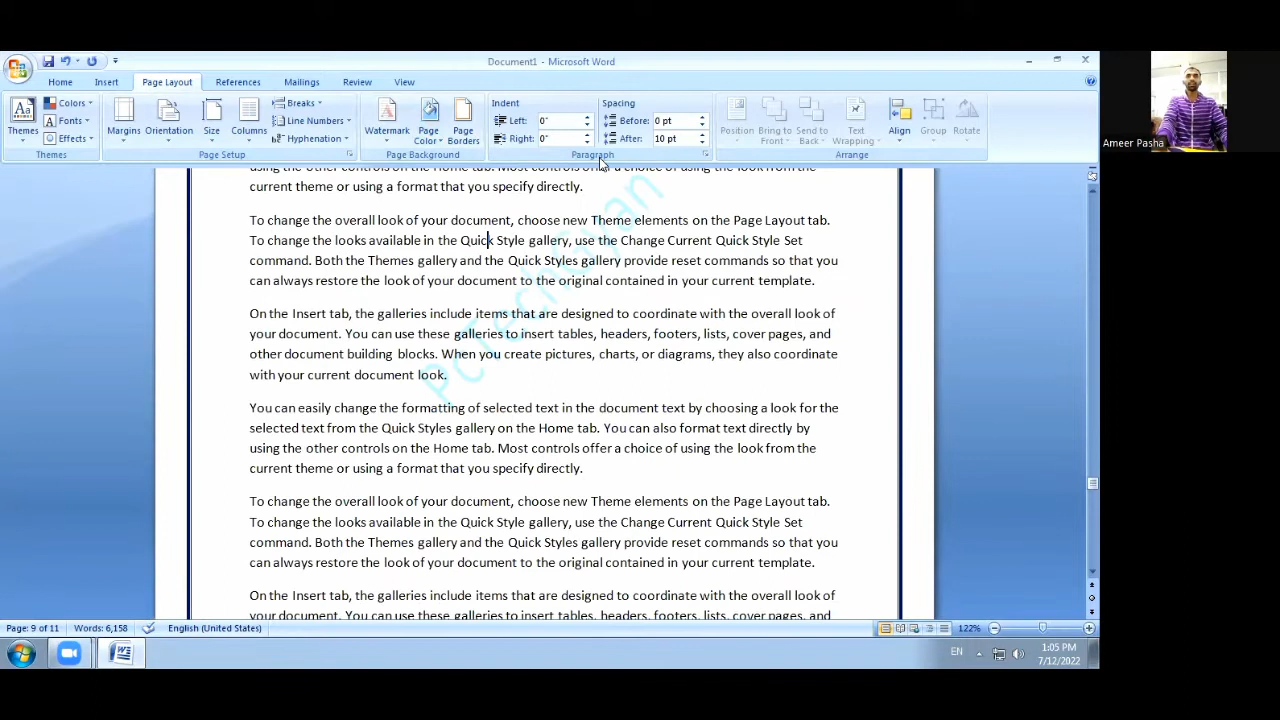 Document1 - Microsoft Word
Home Insert Page Layout References Mailings Review View
Themes
Colors
Fonts
Effects
Themes
Margins Orientation Size Columns
Breaks
Line Numbers
Hyphenation
Page Setup
Watermark Page Color Page Borders
Page Background
Indent
Left: 0"
Right: 0"
Spacing
Before: 0 pt
After: 10 pt
Paragraph
Position Bring to Front Send to Back Text Wrapping Align Group Rotate
Arrange
Ameer Pasha
current theme or using a format that you specify directly.
To change the overall look of your document, choose new Theme elements on the Page Layout tab.
To change the looks available in the Quick Style gallery, use the Change Current Quick Style Set
command. Both the Themes gallery and the Quick Styles gallery provide reset commands so that you
can always restore the look of your document to the original contained in your current template.
On the Insert tab, the galleries include items that are designed to coordinate with the overall look of
your document. You can use these galleries to insert tables, headers, footers, lists, cover pages, and
other document building blocks. When you create pictures, charts, or diagrams, they also coordinate
with your current document look.
You can easily change the formatting of selected text in the document text by choosing a look for the
selected text from the Quick Styles gallery on the Home tab. You can also format text directly by
using the other controls on the Home tab. Most controls offer a choice of using the look from the
current theme or using a format that you specify directly.
To change the overall look of your document, choose new Theme elements on the Page Layout tab.
To change the looks available in the Quick Style gallery, use the Change Current Quick Style Set
command. Both the Themes gallery and the Quick Styles gallery provide reset commands so that you
can always restore the look of your document to the original contained in your current template.
On the Insert tab, the galleries include items that are designed to coordinate with the overall look of
your document. You can use these galleries to insert tables, headers, footers, lists, cover pages, and
PcTechGyan
Page: 9 of 11 Words: 6,158 English (United States) 122%
EN
1:05 PM
7/12/2022